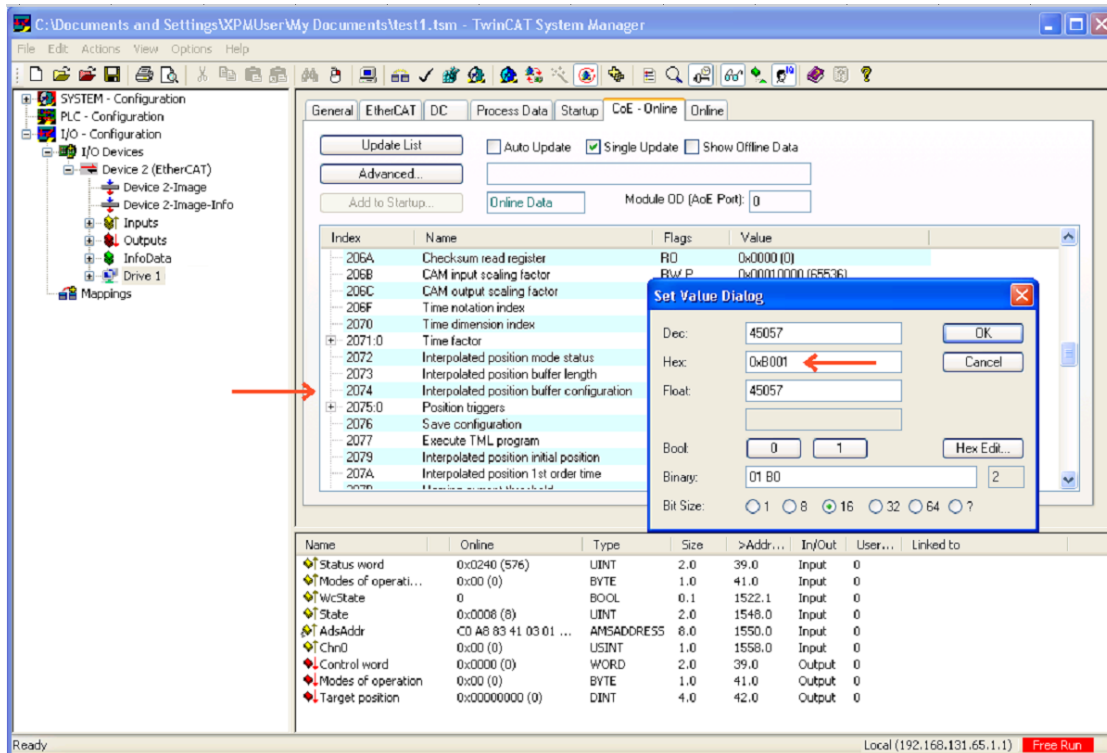 C:\Documents and Settings\XPMUser\My Documents\test1.tsm - TwinCAT System Manager
File Edit Actions View Options Help
SYSTEM - Configuration
PLC - Configuration
I/O - Configuration
I/O Devices
Device 2 (EtherCAT)
Device 2-Image
Device 2-Image-Info
Inputs
Outputs
InfoData
Drive 1
Mappings
General EtherCAT DC Process Data Startup CoE - Online Online
Update List Auto Update Single Update Show Offline Data
Advanced...
Add to Startup... Online Data Module OD (AoE Port): 0
Index Name Flags Value
206A Checksum read register RO 0x0000 (0)
206B CAM input scaling factor RW P 0x00010000 (65536)
206C CAM output scaling factor
206F Time notation index
2070 Time dimension index
2071:0 Time factor
2072 Interpolated position mode status
2073 Interpolated position buffer length
2074 Interpolated position buffer configuration
2075:0 Position triggers
2076 Save configuration
2077 Execute TML program
2079 Interpolated position initial position
207A Interpolated position 1st order time
Set Value Dialog
Dec: 45057 OK
Hex: 0xB001 Cancel
Float: 45057
Bool: 0 1 Hex Edit...
Binary: 01 B0 2
Bit Size: 1 8 16 32 64 ?
Name Online Type Size >Addr... In/Out User... Linked to
Status word 0x0240 (576) UINT 2.0 39.0 Input 0
Modes of operati... 0x00 (0) BYTE 1.0 41.0 Input 0
WcState 0 BOOL 0.1 1522.1 Input 0
State 0x0008 (8) UINT 2.0 1548.0 Input 0
AdsAddr C0 A8 83 41 03 01 ... AMSADDRESS 8.0 1550.0 Input 0
Chn0 0x00 (0) USINT 1.0 1558.0 Input 0
Control word 0x0000 (0) WORD 2.0 39.0 Output 0
Modes of operation 0x00 (0) BYTE 1.0 41.0 Output 0
Target position 0x00000000 (0) DINT 4.0 42.0 Output 0
Ready Local (192.168.131.65.1.1) Free Run